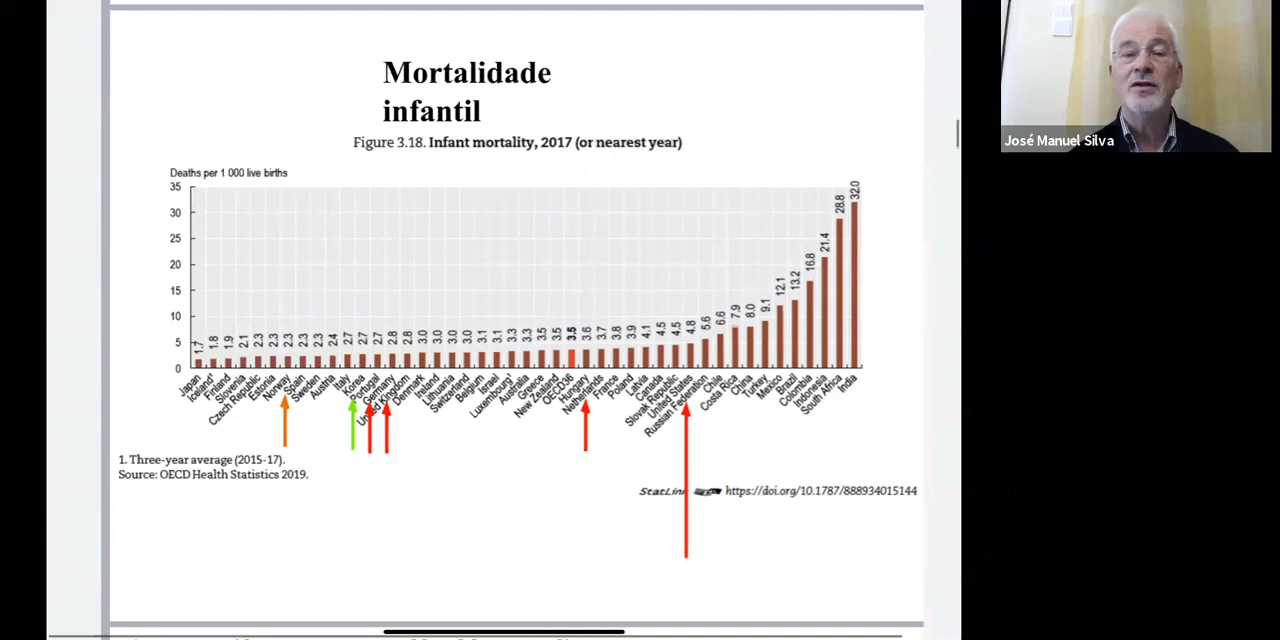 Mortalidade
infantil
Figure 3.18. Infant mortality, 2017 (or nearest year)
Deaths per 1 000 live births
35
30
25
20
15
10
5
0
1.7
1.8
1.9
2.1
2.3
2.3
2.3
2.3
2.3
2.4
2.7
2.7
2.7
2.8
2.8
3.0
3.0
3.0
3.0
3.1
3.1
3.3
3.3
3.5
3.5
3.5
3.6
3.7
3.8
3.9
4.1
4.5
4.5
4.8
5.6
6.6
7.9
8.0
9.1
12.1
13.2
16.8
21.4
28.8
32.0
Japan
Iceland¹
Finland
Slovenia
Czech Republic
Estonia
Norway
Spain
Sweden
Austria
Italy
Korea
Portugal
Germany
United Kingdom
Denmark
Ireland
Lithuania
Switzerland
Belgium¹
Israel
Luxembourg¹
Australia
Greece
New Zealand
OECD36
Hungary
Netherlands
France
Poland
Latvia
Canada
Slovak Republic
United States
Russian Federation
Chile
Costa Rica
China
Turkey
Mexico
Brazil
Colombia
Indonesia
South Africa
India
1. Three-year average (2015-17).
Source: OECD Health Statistics 2019.
StatLink https://doi.org/10.1787/888934015144
José Manuel Silva